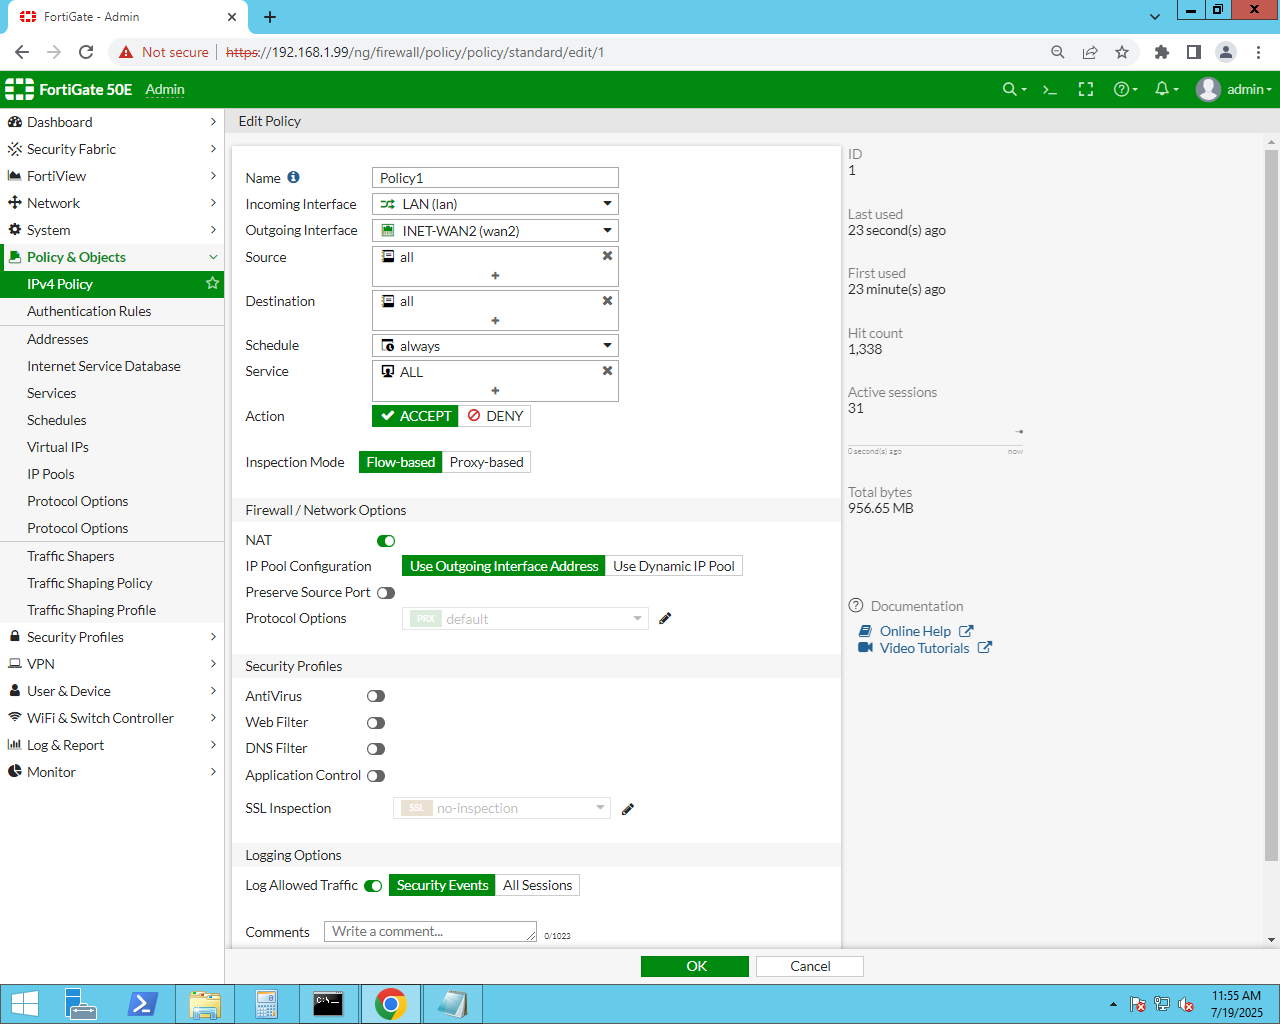 FortiGate - Admin
Not secure https://192.168.1.99/ng/firewall/policy/policy/standard/edit/1
FortiGate 50E Admin
admin
Dashboard
Security Fabric
FortiView
Network
System
Policy & Objects
IPv4 Policy
Authentication Rules
Addresses
Internet Service Database
Services
Schedules
Virtual IPs
IP Pools
Protocol Options
Protocol Options
Traffic Shapers
Traffic Shaping Policy
Traffic Shaping Profile
Security Profiles
VPN
User & Device
WiFi & Switch Controller
Log & Report
Monitor
Edit Policy
Name Policy1
Incoming Interface LAN (lan)
Outgoing Interface INET-WAN2 (wan2)
Source all
Destination all
Schedule always
Service ALL
Action ACCEPT DENY
Inspection Mode Flow-based Proxy-based
Firewall / Network Options
NAT
IP Pool Configuration Use Outgoing Interface Address Use Dynamic IP Pool
Preserve Source Port
Protocol Options PRX default
Security Profiles
AntiVirus
Web Filter
DNS Filter
Application Control
SSL Inspection SSL no-inspection
Logging Options
Log Allowed Traffic Security Events All Sessions
Comments Write a comment... 0/1023
OK Cancel
ID
1
Last used
23 second(s) ago
First used
23 minute(s) ago
Hit count
1,338
Active sessions
31
0 second(s) ago now
Total bytes
956.65 MB
Documentation
Online Help
Video Tutorials
C:\
11:55 AM
7/19/2025